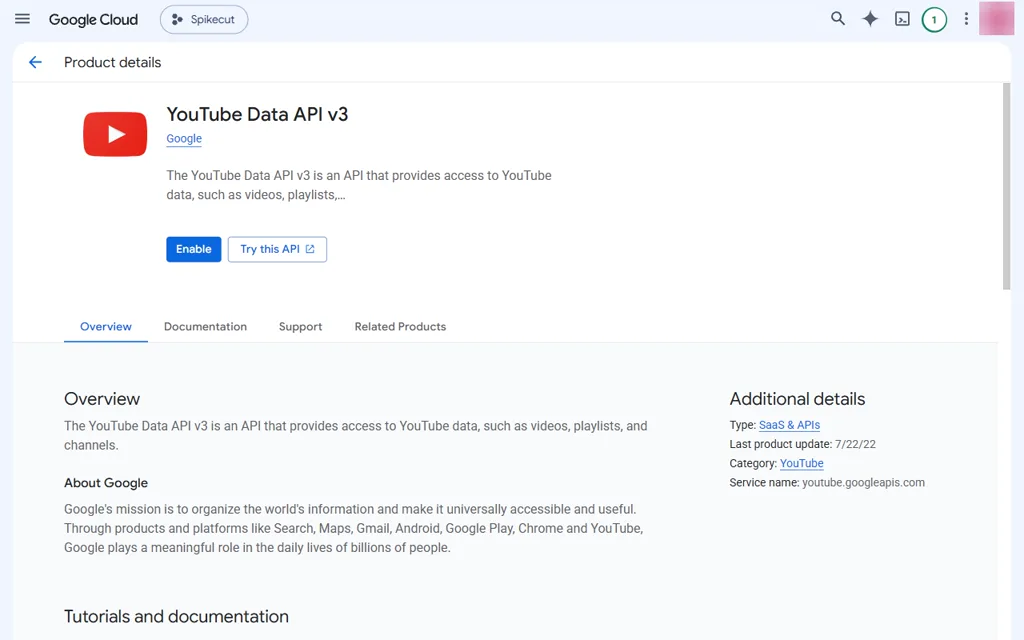 Google Cloud
Spikecut
1
Product details
YouTube Data API v3
Google
The YouTube Data API v3 is an API that provides access to YouTube
data, such as videos, playlists,...
Enable
Try this API
Overview
Documentation
Support
Related Products
Overview
The YouTube Data API v3 is an API that provides access to YouTube data, such as videos, playlists, and
channels.
About Google
Google's mission is to organize the world's information and make it universally accessible and useful.
Through products and platforms like Search, Maps, Gmail, Android, Google Play, Chrome and YouTube,
Google plays a meaningful role in the daily lives of billions of people.
Tutorials and documentation
Additional details
Type: SaaS & APIs
Last product update: 7/22/22
Category: YouTube
Service name: youtube.googleapis.com